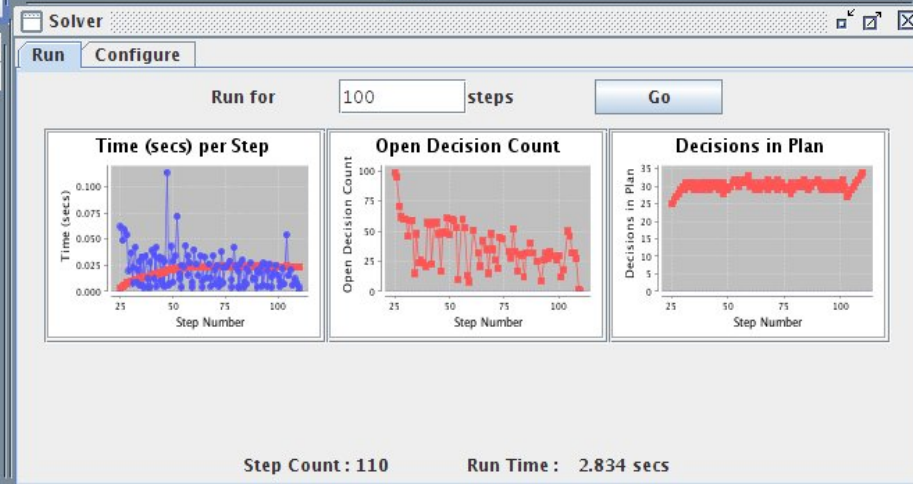 Solver
Run Configure
Run for 100 steps Go
Time (secs) per Step
Time (secs)
0.100
0.075
0.050
0.025
0.000
25 50 75 100
Step Number
Open Decision Count
Open Decision Count
100
75
50
25
0
25 50 75 100
Step Number
Decisions in Plan
Decisions in Plan
35
30
25
20
15
10
5
0
25 50 75 100
Step Number
Step Count : 110 Run Time : 2.834 secs